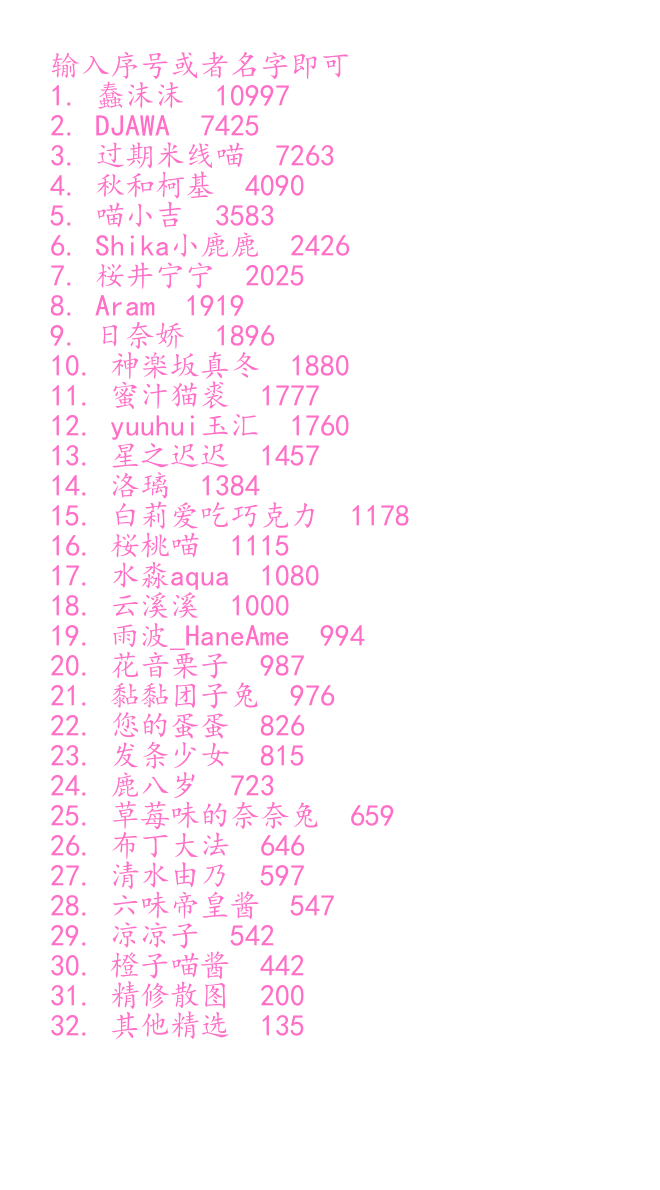 输入序号或者名字即可
1. 蠢沫沫 10997
2. DJAWA 7425
3. 过期米线喵 7263
4. 秋和柯基 4090
5. 喵小吉 3583
6. Shika小鹿鹿 2426
7. 桜井宁宁 2025
8. Aram 1919
9. 日奈娇 1896
10. 神楽坂真冬 1880
11. 蜜汁猫裘 1777
12. yuuhui玉汇 1760
13. 星之迟迟 1457
14. 洛璃 1384
15. 白莉爱吃巧克力 1178
16. 桜桃喵 1115
17. 水淼aqua 1080
18. 云溪溪 1000
19. 雨波_HaneAme 994
20. 花音栗子 987
21. 黏黏团子兔 976
22. 您的蛋蛋 826
23. 发条少女 815
24. 鹿八岁 723
25. 草莓味的奈奈兔 659
26. 布丁大法 646
27. 清水由乃 597
28. 六味帝皇酱 547
29. 凉凉子 542
30. 橙子喵酱 442
31. 精修散图 200
32. 其他精选 135